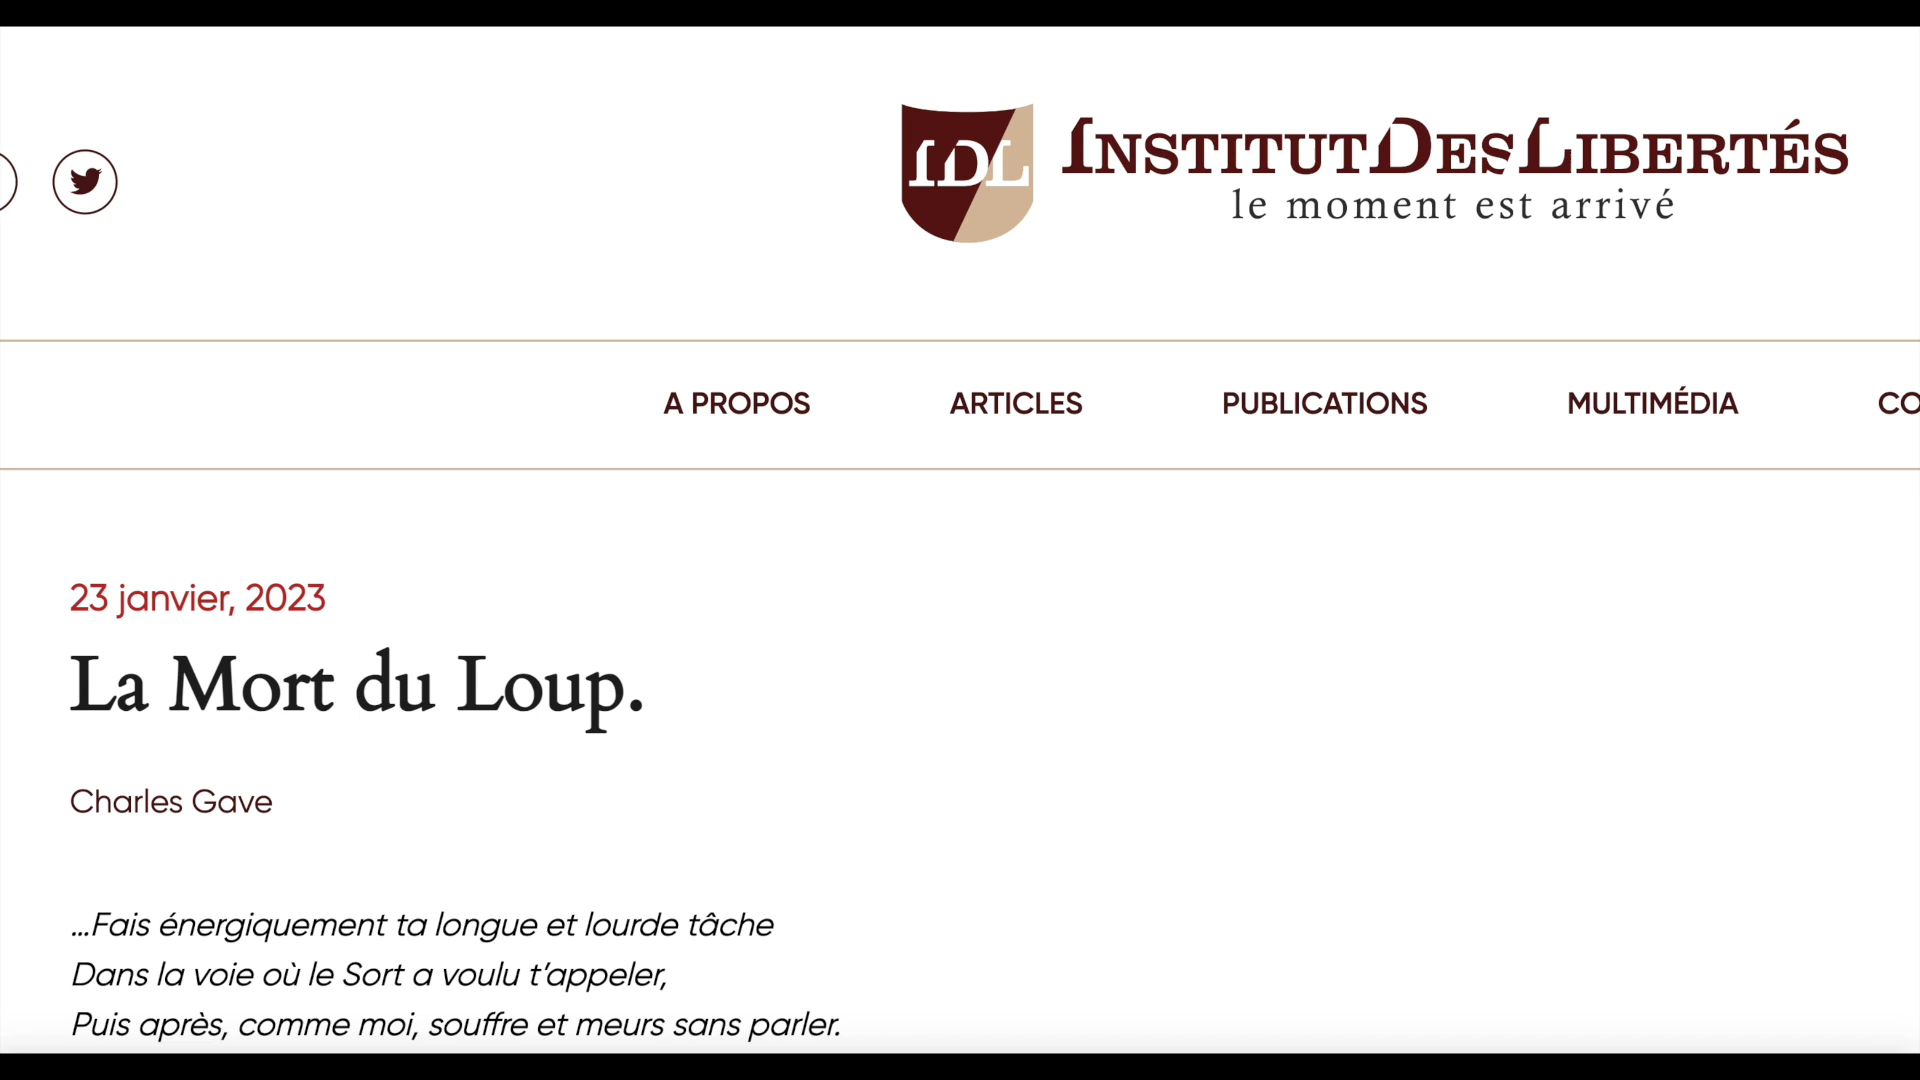 IDL
INSTITUTDESLIBERTÉS
le moment est arrivé
A PROPOS
ARTICLES
PUBLICATIONS
MULTIMÉDIA
CO
23 janvier, 2023
La Mort du Loup.
Charles Gave
...Fais énergiquement ta longue et lourde tâche
Dans la voie où le Sort a voulu t’appeler,
Puis après, comme moi, souffre et meurs sans parler.